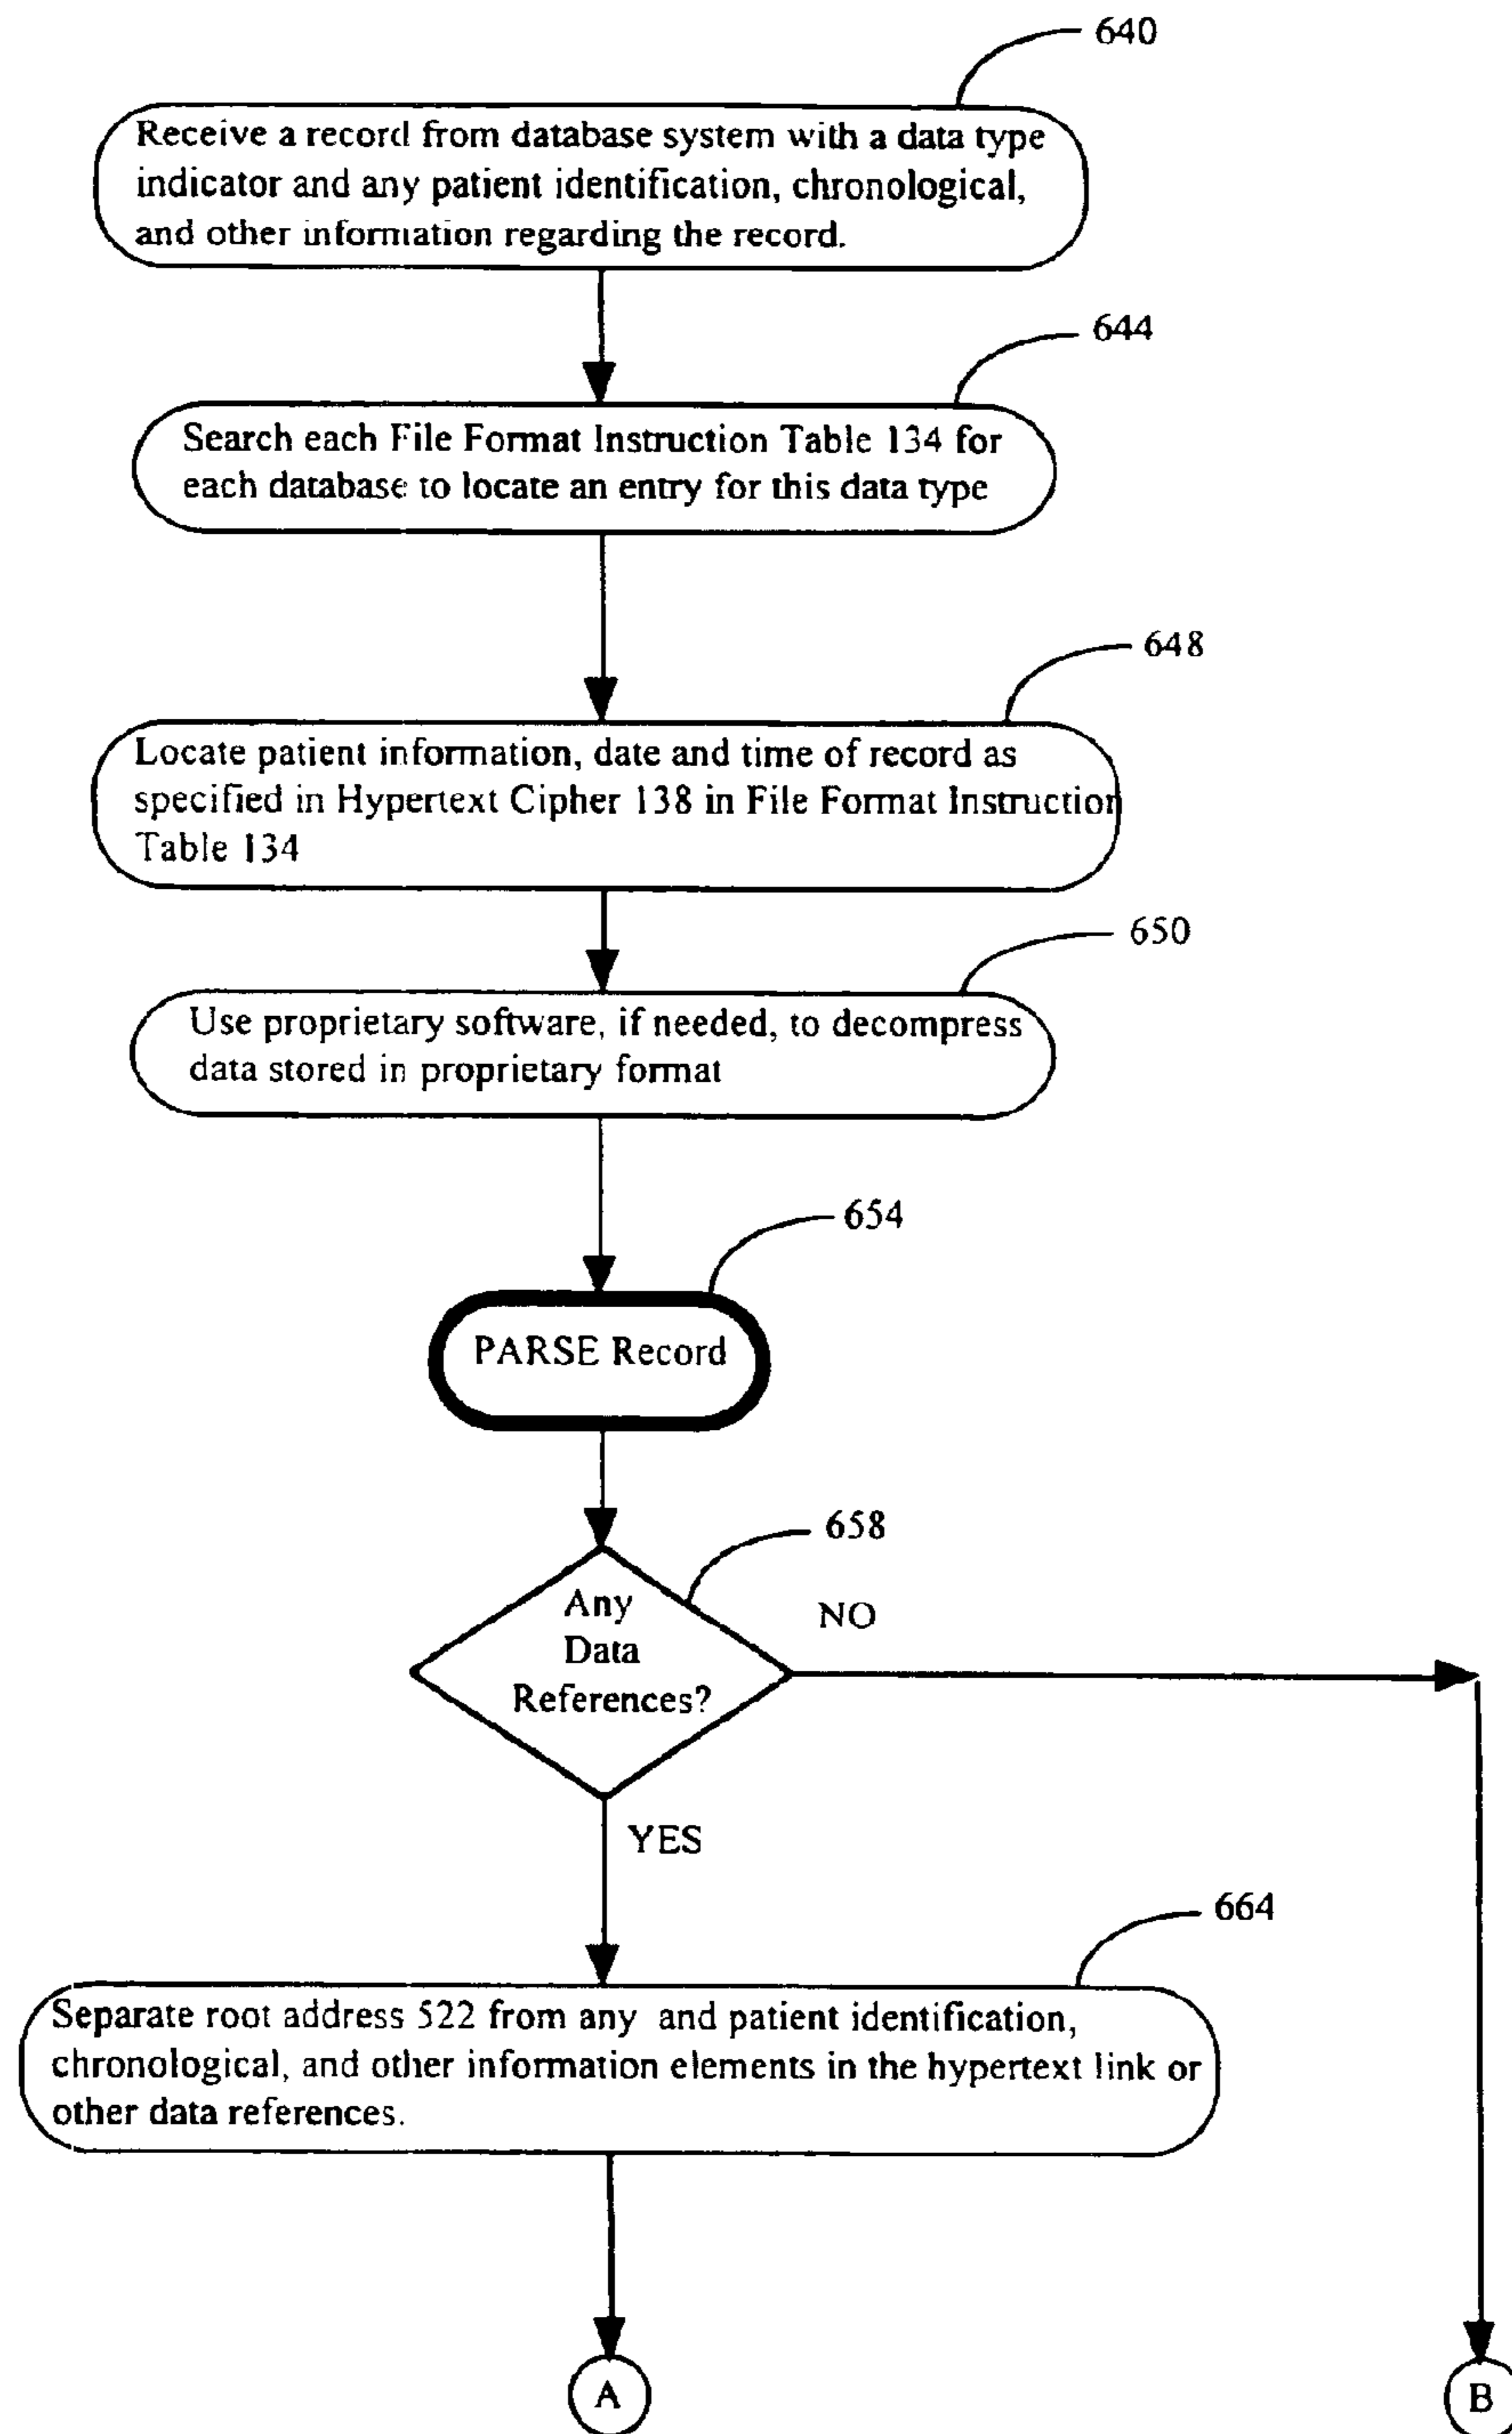 640
Receive a record from database system with a data type
indicator and any patient identification, chronological,
and other information regarding the record.
644
Search each File Format Instruction Table 134 for
each database to locate an entry for this data type
648
Locate patient information, date and time of record as
specified in Hypertext Cipher 138 in File Format Instruction
Table 134
650
Use proprietary software, if needed, to decompress
data stored in proprietary format
654
PARSE Record
658
Any
Data
References?
NO
YES
664
Separate root address 522 from any and patient identification,
chronological, and other information elements in the hypertext link or
other data references.
A
B